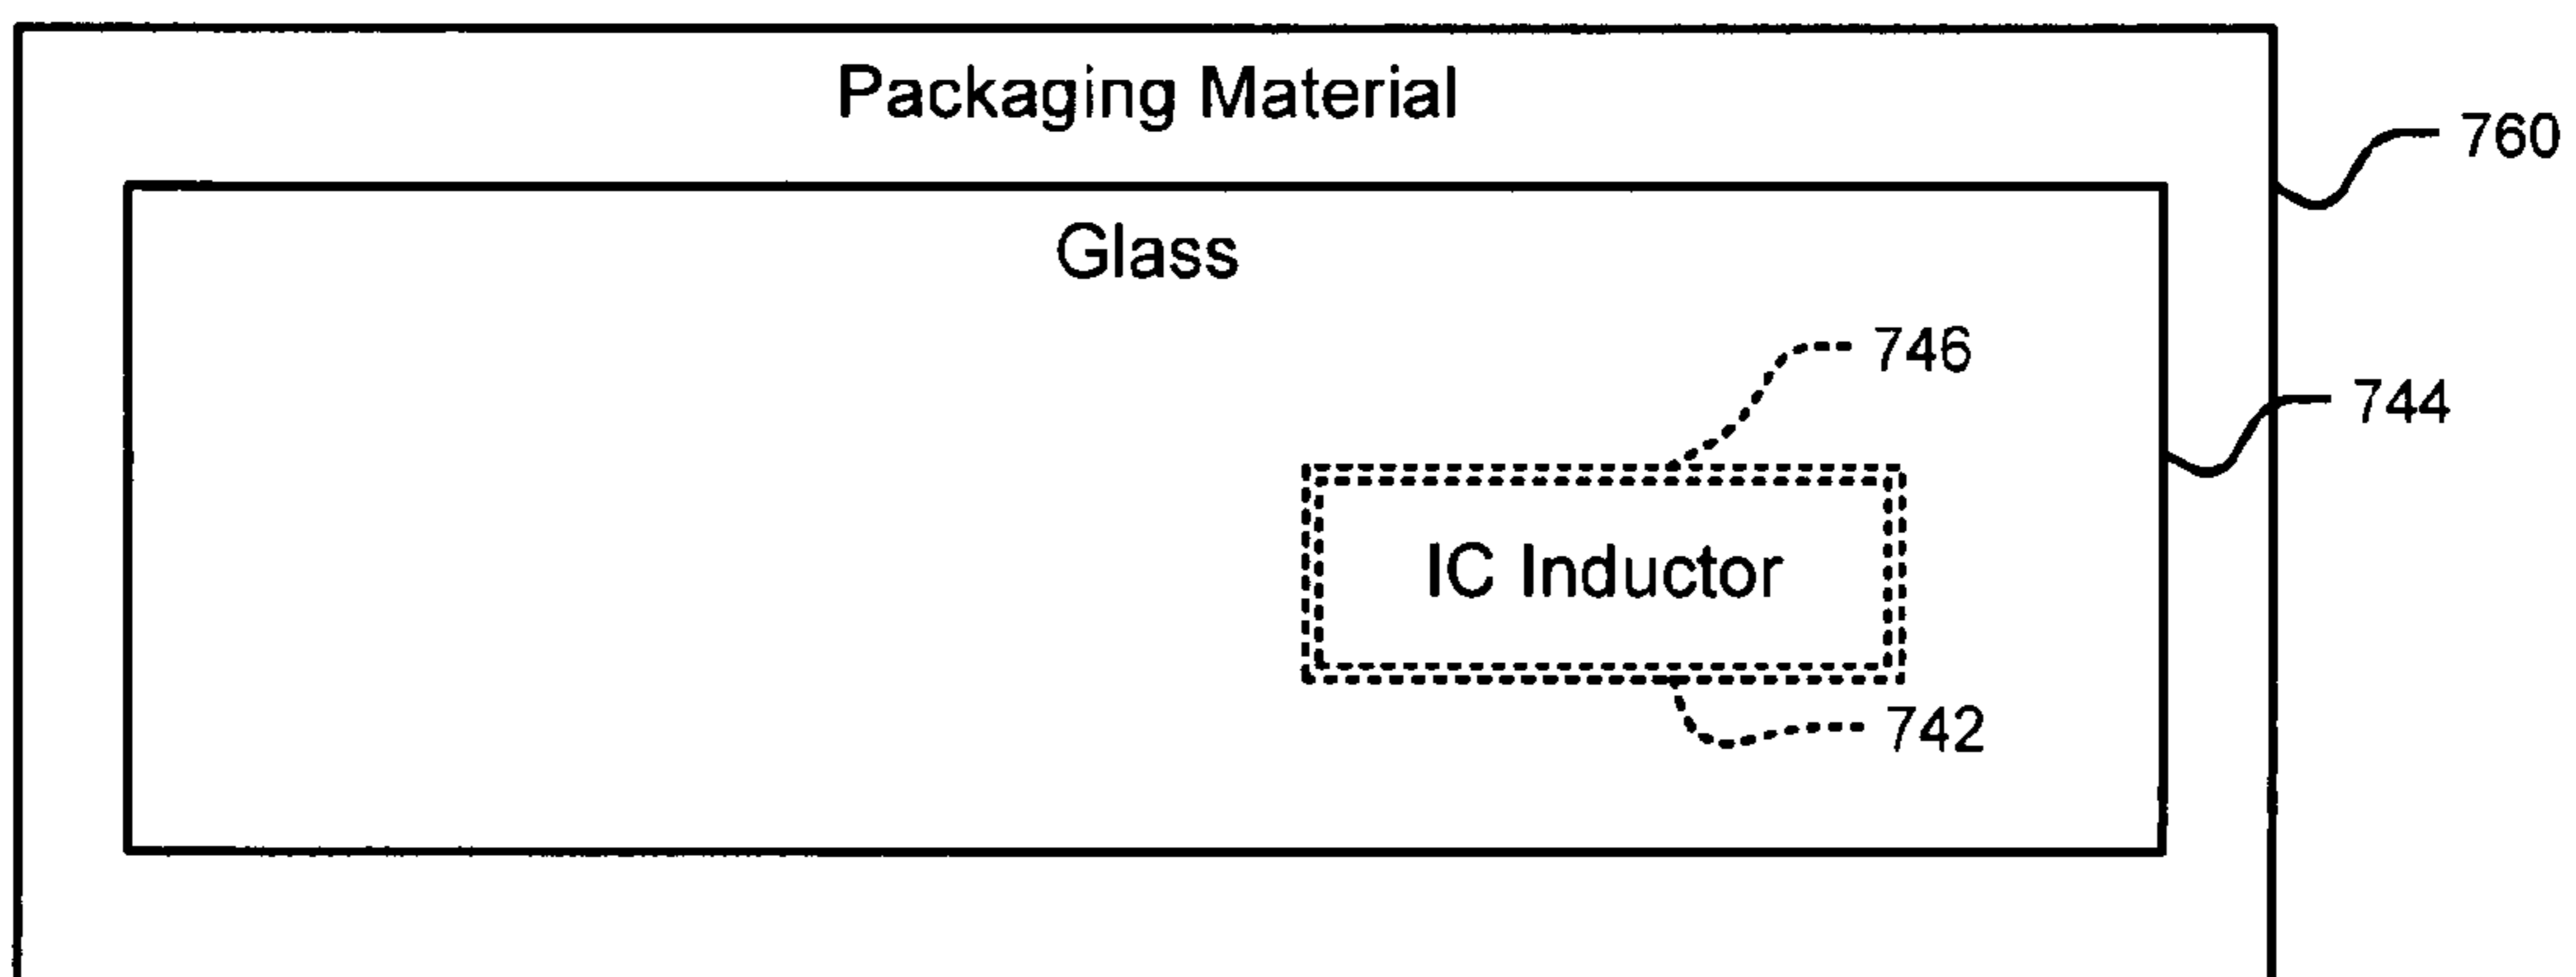 Packaging Material
760
Glass
746
744
IC Inductor
742